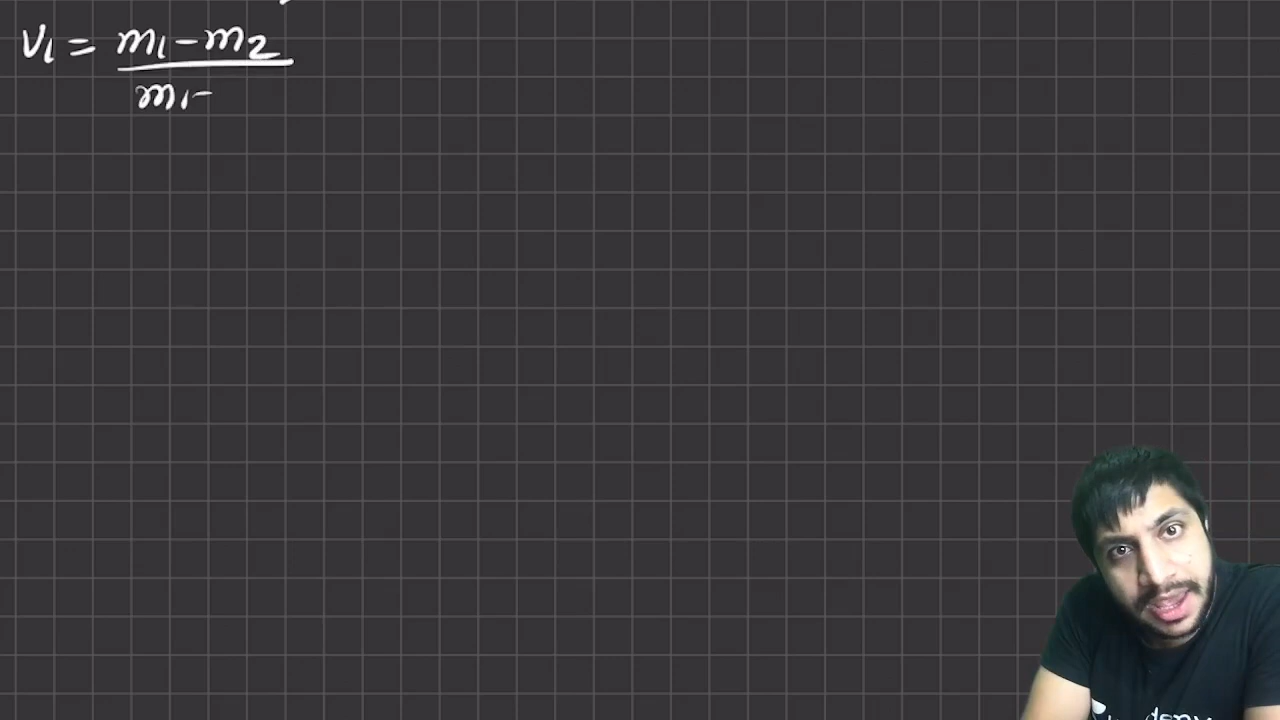 v₁ = m₁ - m₂
m₁ -